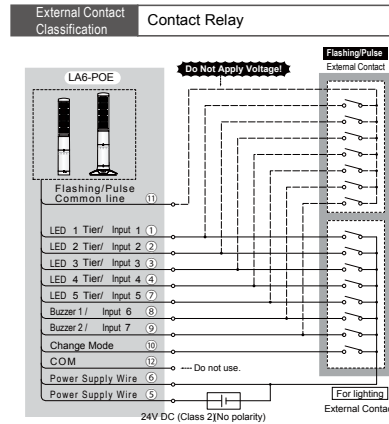 External Contact
Classification
Contact Relay
Flashing/Pulse
External Contact
Do Not Apply Voltage!
LA6-POE
Flashing/Pulse
Common line ⑪
LED 1 Tier/ Input 1 ①
LED 2 Tier/ Input 2 ②
LED 3 Tier/ Input 3 ③
LED 4 Tier/ Input 4 ④
LED 5 Tier/ Input 5 ⑦
Buzzer 1 / Input 6 ⑧
Buzzer 2 / Input 7 ⑨
Change Mode ⑩
COM ⑫
Do not use.
Power Supply Wire ⑥
Power Supply Wire ⑤
For lighting
External Contac
24V DC (Class 2)(No polarity)